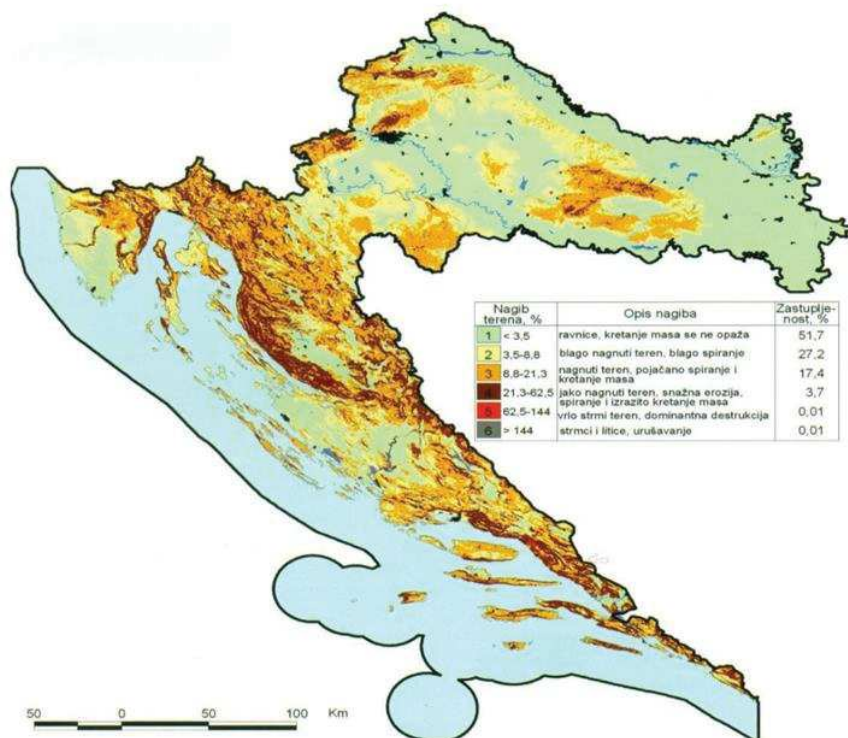 Nagib terena, % Opis nagiba Zastuplje-nost, %
1 < 3,5 ravnice, kretanje masa se ne opaža 51,7
2 3,5-8,8 blago nagnuti teren, blago spiranje 27,2
3 8,8-21,3 nagnuti teren, pojačano spiranje i kretanje masa 17,4
4 21,3-62,5 jako nagnuti teren, snažna erozija, spiranje i izrazito kretanje masa 3,7
5 62,5-144 vrlo strmi teren, dominantna destrukcija 0,01
6 > 144 strmci i litice, urušavanje 0,01
50 0 50 100 Km